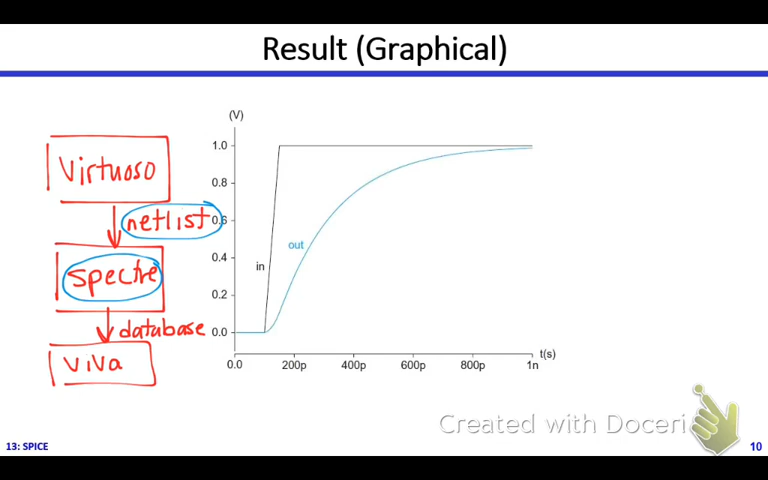 Result (Graphical)
(V)
1.0
0.8
0.6
0.4
0.2
0.0
in
out
0.0 200p 400p 600p 800p 1n
t(s)
Virtuoso
netlist
spectre
database
viva
Created with Doceri
13: SPICE
10